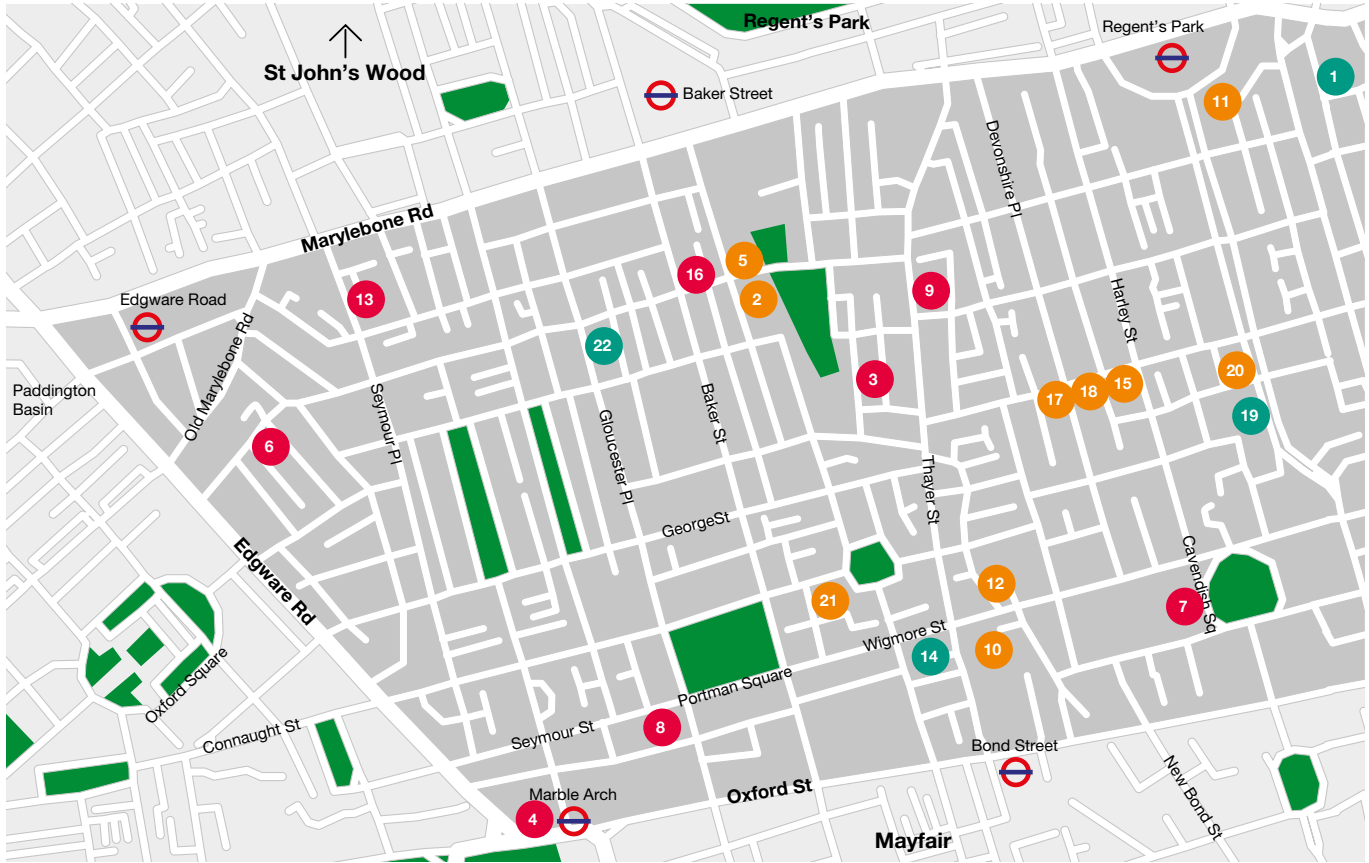 Regent's Park
Regent's Park
St John's Wood
1
Baker Street
11
Devonshire Pl
Marylebone Rd
5
16
2
9
13
Edgware Road
Harley St
22
3
20
Paddington
Basin
Old Marylebone Rd
Seymour Pl
Baker St
17
18
15
19
6
Gloucester Pl
Thayer St
GeorgeSt
Edgware Rd
Cavendish Sq
12
21
7
Wigmore St
14
10
Oxford Square
Portman Square
Connaught St
Seymour St
8
Bond Street
New Bond St
Marble Arch
Oxford St
4
Mayfair